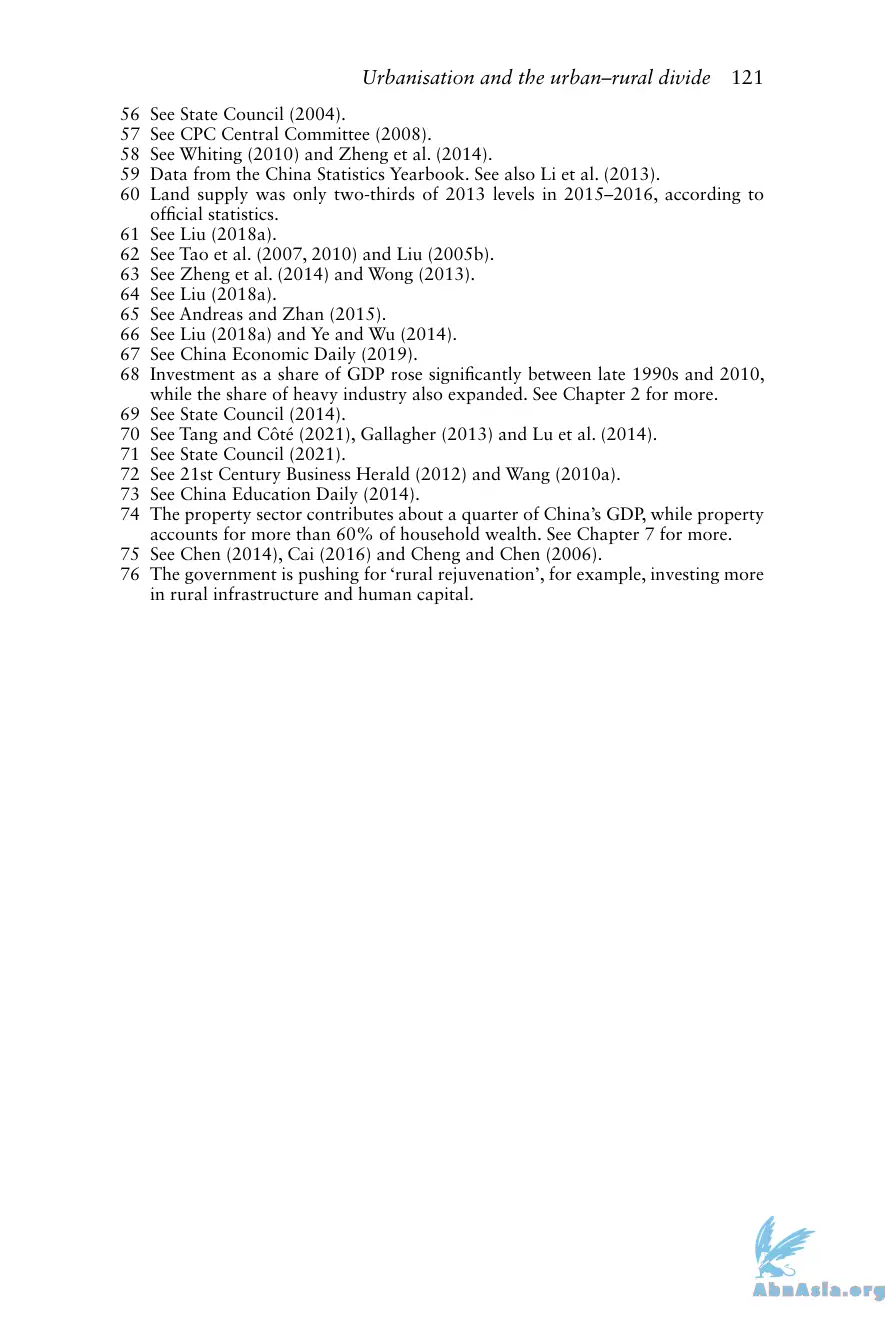 Urbanisation and the urban–rural divide 121
56 See State Council (2004).
57 See CPC Central Committee (2008).
58 See Whiting (2010) and Zheng et al. (2014).
59 Data from the China Statistics Yearbook. See also Li et al. (2013).
60 Land supply was only two-thirds of 2013 levels in 2015–2016, according to
official statistics.
61 See Liu (2018a).
62 See Tao et al. (2007, 2010) and Liu (2005b).
63 See Zheng et al. (2014) and Wong (2013).
64 See Liu (2018a).
65 See Andreas and Zhan (2015).
66 See Liu (2018a) and Ye and Wu (2014).
67 See China Economic Daily (2019).
68 Investment as a share of GDP rose significantly between late 1990s and 2010,
while the share of heavy industry also expanded. See Chapter 2 for more.
69 See State Council (2014).
70 See Tang and Côté (2021), Gallagher (2013) and Lu et al. (2014).
71 See State Council (2021).
72 See 21st Century Business Herald (2012) and Wang (2010a).
73 See China Education Daily (2014).
74 The property sector contributes about a quarter of China’s GDP, while property
accounts for more than 60% of household wealth. See Chapter 7 for more.
75 See Chen (2014), Cai (2016) and Cheng and Chen (2006).
76 The government is pushing for ‘rural rejuvenation’, for example, investing more
in rural infrastructure and human capital.
AbnAsia.org